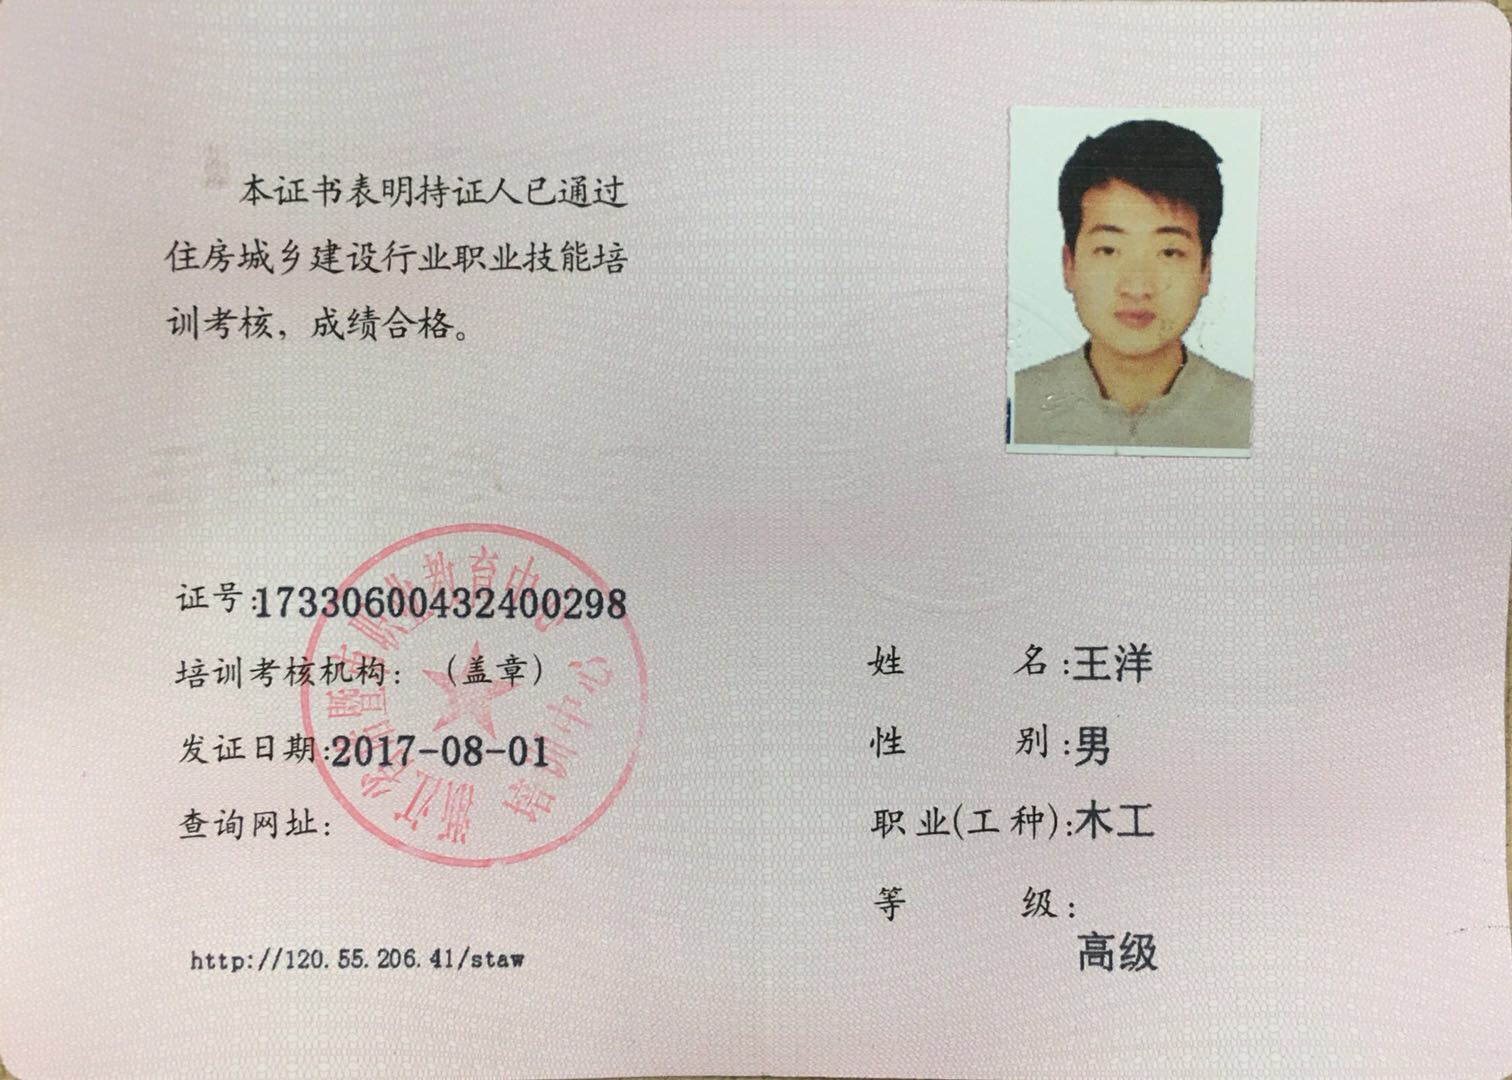 本证书表明持证人已通过
住房城乡建设行业职业技能培
训考核，成绩合格。
证号:17330600432400298
培训考核机构：（盖章）
发证日期:2017-08-01
查询网址：
http://120.55.206.41/staw
浙江省诸暨市职业教育中心
培训中心
姓名:王洋
性别:男
职业(工种):木工
等级:
高级